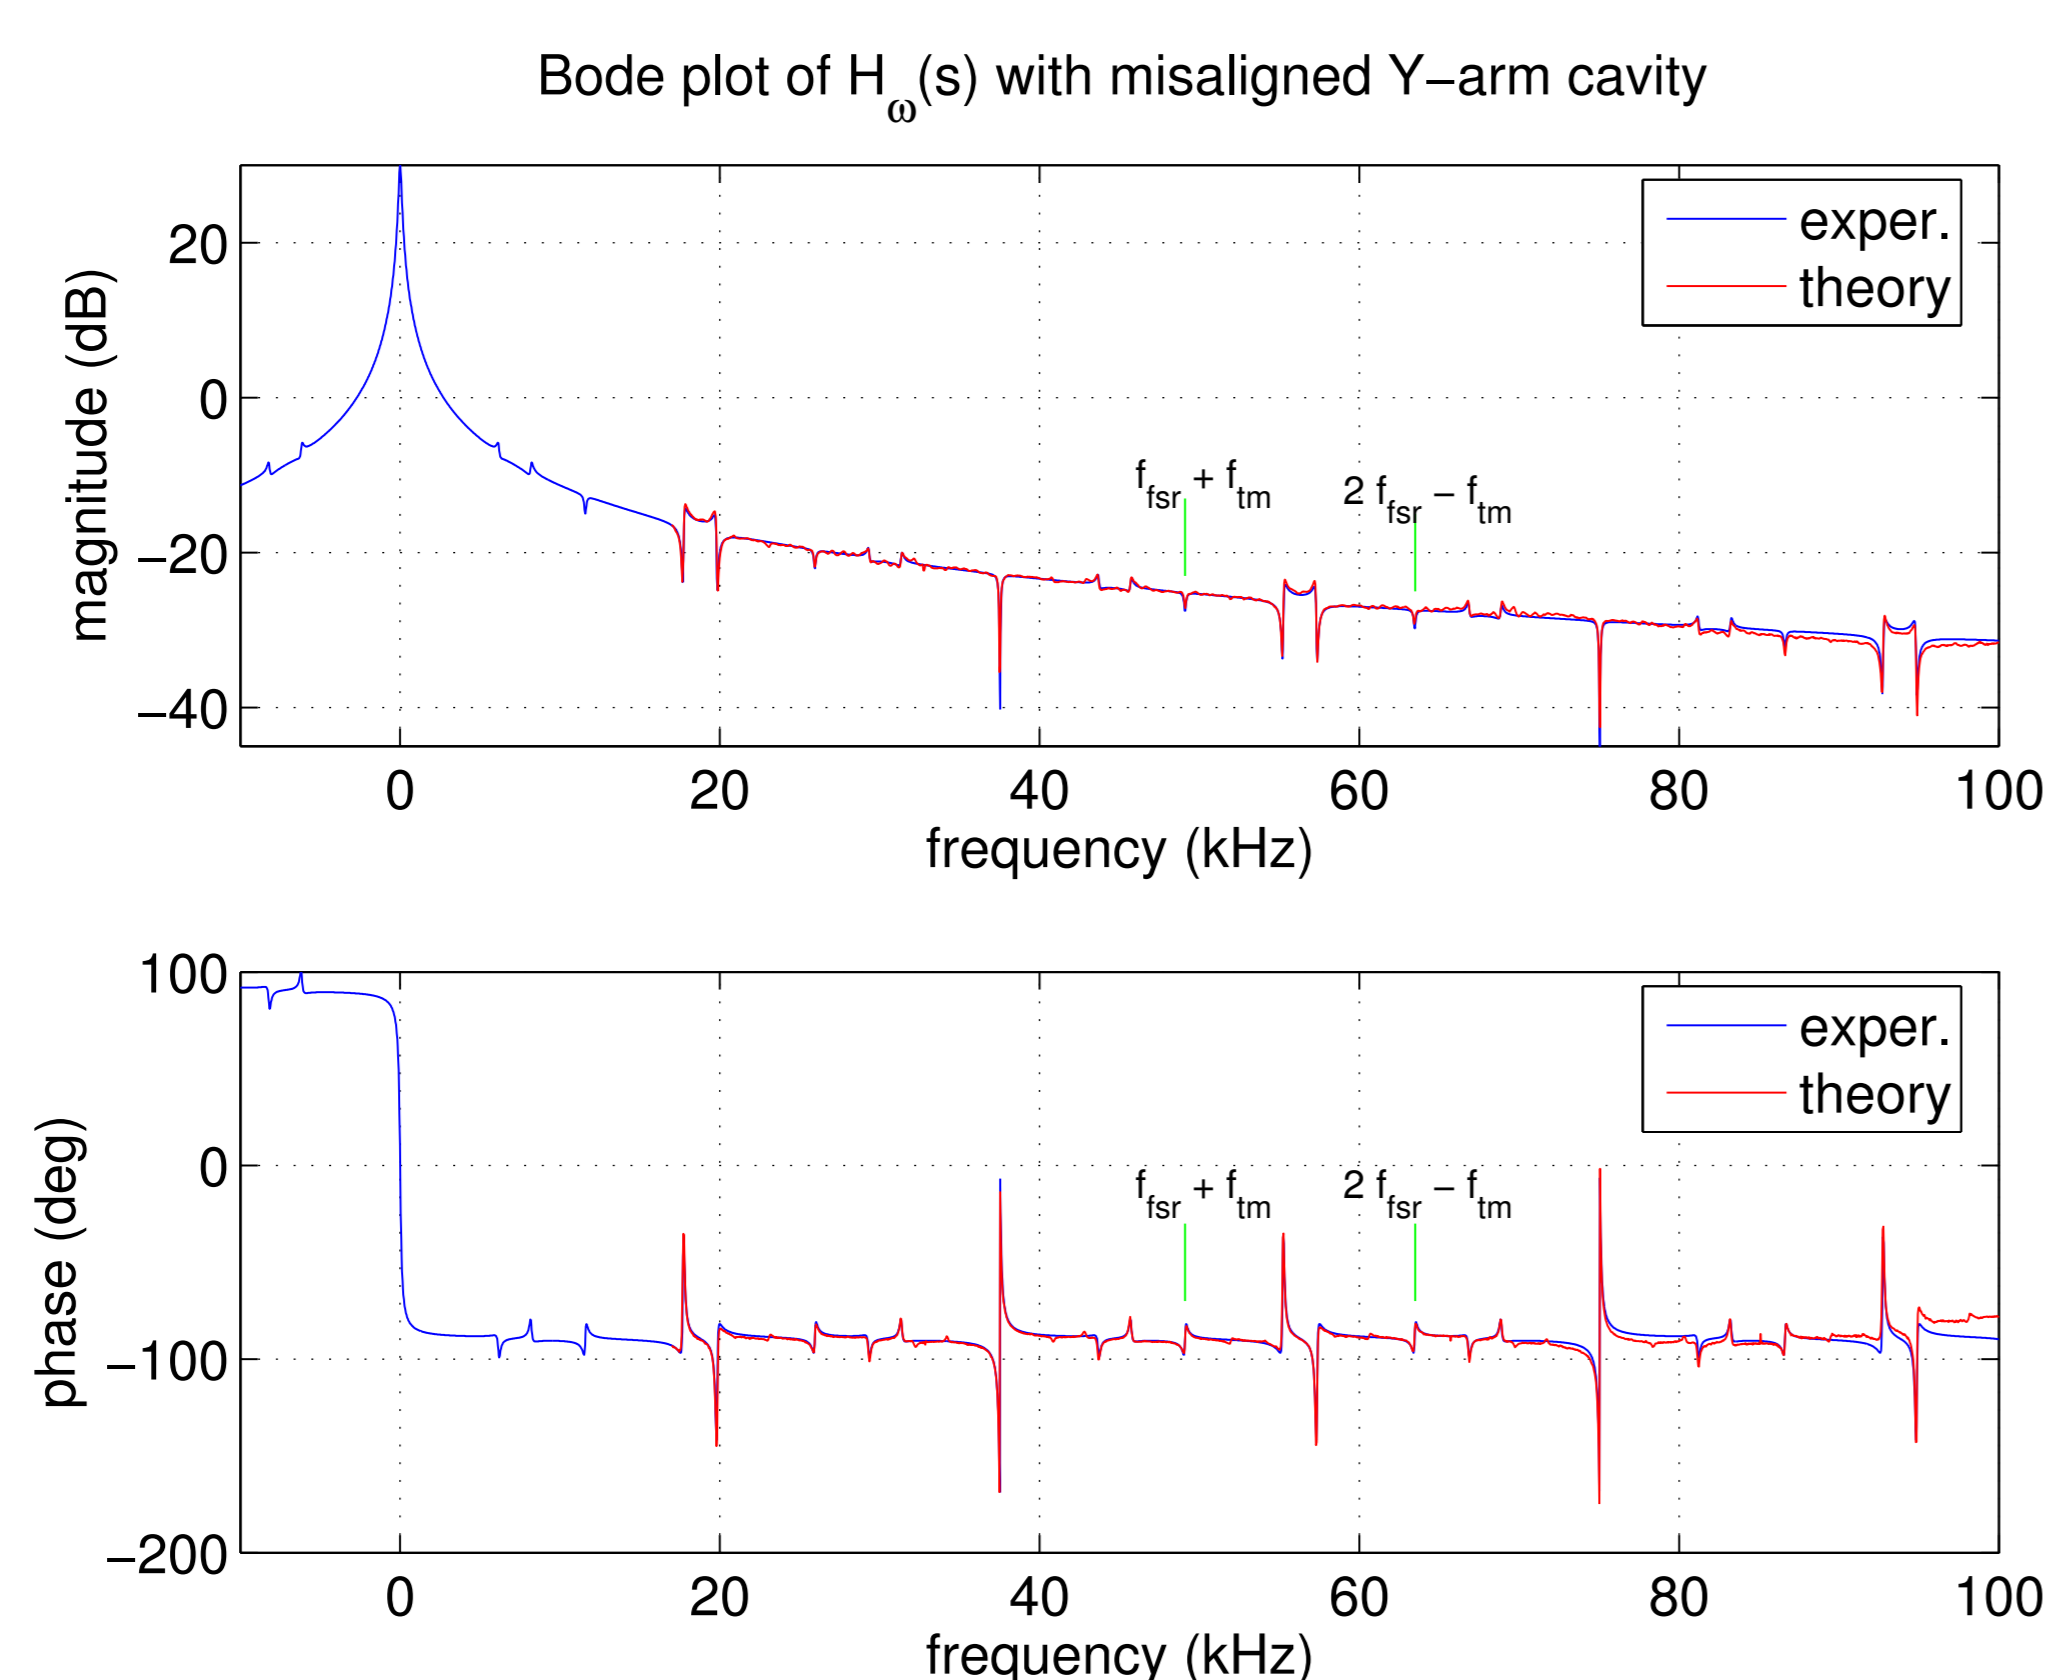 Bode plot of Hω(s) with misaligned Y−arm cavity
magnitude (dB)
20
0
−20
−40
exper.
theory
f_fsr + f_tm
2 f_fsr − f_tm
0 20 40 60 80 100
frequency (kHz)
phase (deg)
100
0
−100
−200
exper.
theory
f_fsr + f_tm
2 f_fsr − f_tm
0 20 40 60 80 100
frequency (kHz)